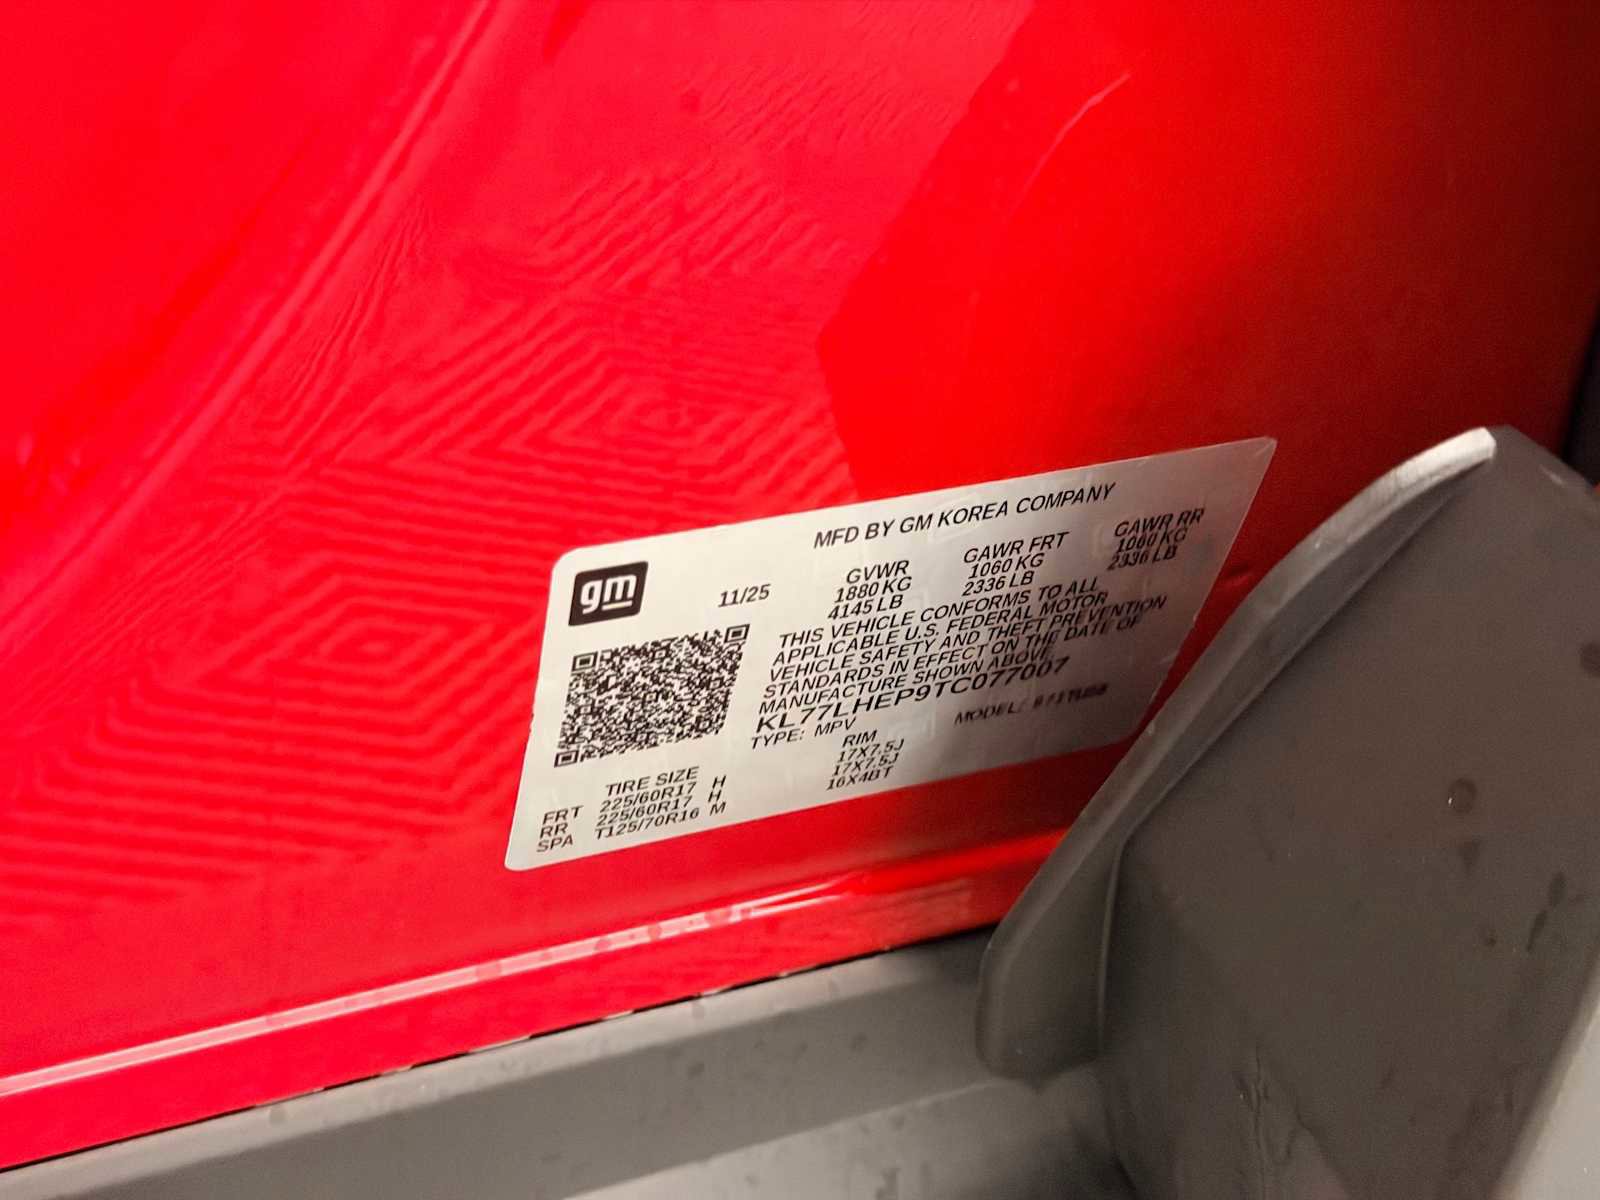 MFD BY GM KOREA COMPANY
gm
11/25
GVWR GAWR FRT GAWR RR
1880 KG 1060 KG 1060 KG
4145 LB 2336 LB 2336 LB
THIS VEHICLE CONFORMS TO ALL
APPLICABLE U.S. FEDERAL MOTOR
VEHICLE SAFETY AND THEFT PREVENTION
STANDARDS IN EFFECT ON THE DATE OF
MANUFACTURE SHOWN ABOVE.
KL77LHEP9TC077007
TYPE: MPV MODEL:
TIRE SIZE RIM
FRT 225/60R17 H 17X7.5J
RR 225/60R17 H 17X7.5J
SPA T125/70R16 M 16X4BT